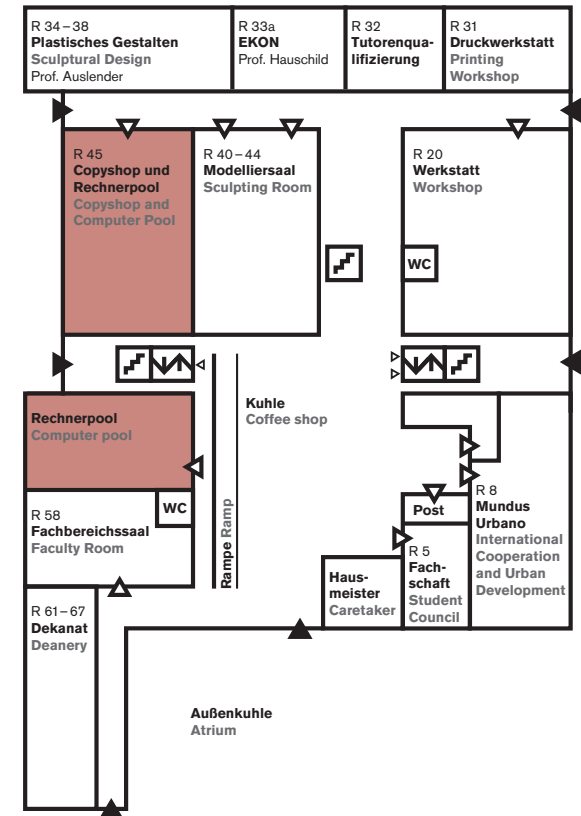 R 34 – 38
Plastisches Gestalten
Sculptural Design
Prof. Auslender
R 33a
EKON
Prof. Hauschild
R 32
Tutorenqua-
lifizierung
R 31
Druckwerkstatt
Printing
Workshop
R 45
Copyshop und
Rechnerpool
Copyshop and
Computer Pool
R 40 – 44
Modelliersaal
Sculpting Room
R 20
Werkstatt
Workshop
WC
Rechnerpool
Computer pool
Kuhle
Coffee shop
Rampe Ramp
WC
R 58
Fachbereichssaal
Faculty Room
Post
R 8
Mundus
Urbano
International
Cooperation
and Urban
Development
R 5
Fach-
schaft
Student
Council
Haus-
meister
Caretaker
R 61 – 67
Dekanat
Deanery
Außenkuhle
Atrium